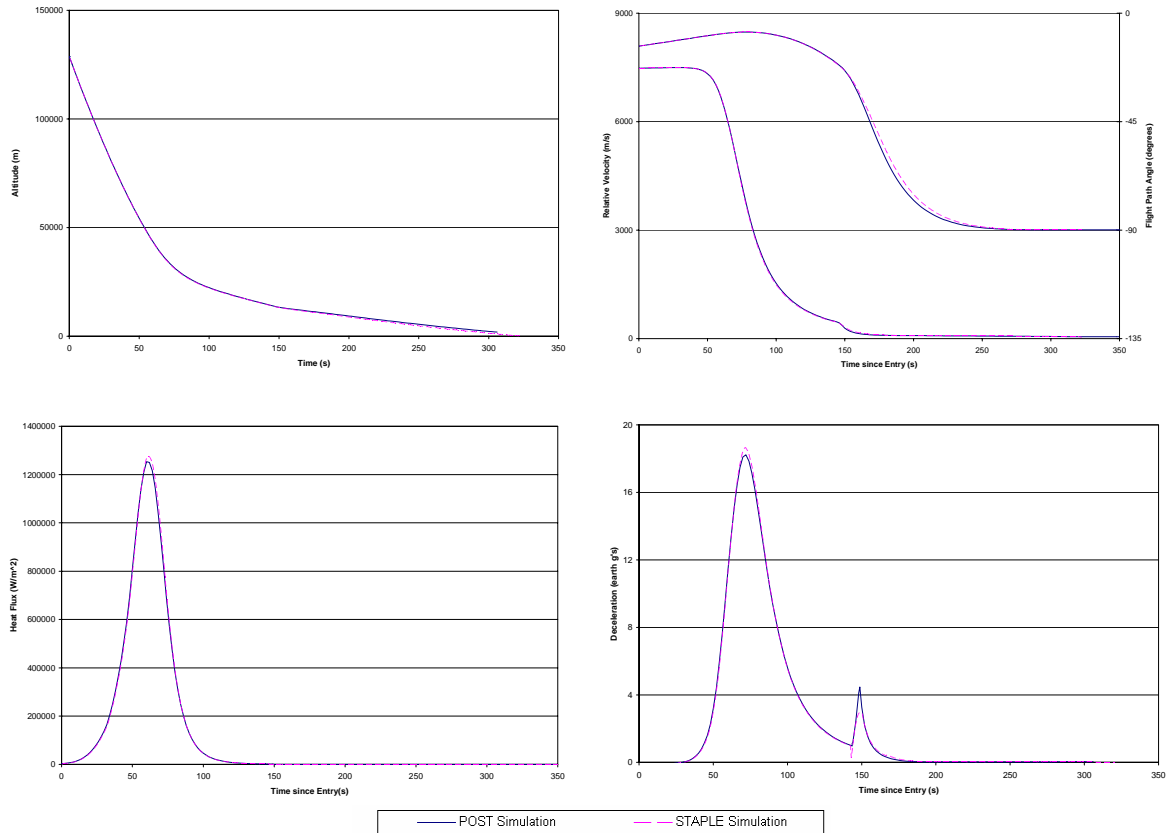 150000
100000
50000
0
Altitude (m)
0 50 100 150 200 250 300 350
Time (s)
9000
6000
3000
0
Relative Velocity (m/s)
0
-45
-90
-135
Flight Path Angle (degrees)
0 50 100 150 200 250 300 350
Time since Entry (s)
1400000
1200000
1000000
800000
600000
400000
200000
0
Heat Flux (W/m^2)
0 50 100 150 200 250 300 350
Time since Entry(s)
20
16
12
8
4
0
Deceleration (earth g's)
0 50 100 150 200 250 300 350
Time since Entry (s)
POST Simulation STAPLE Simulation